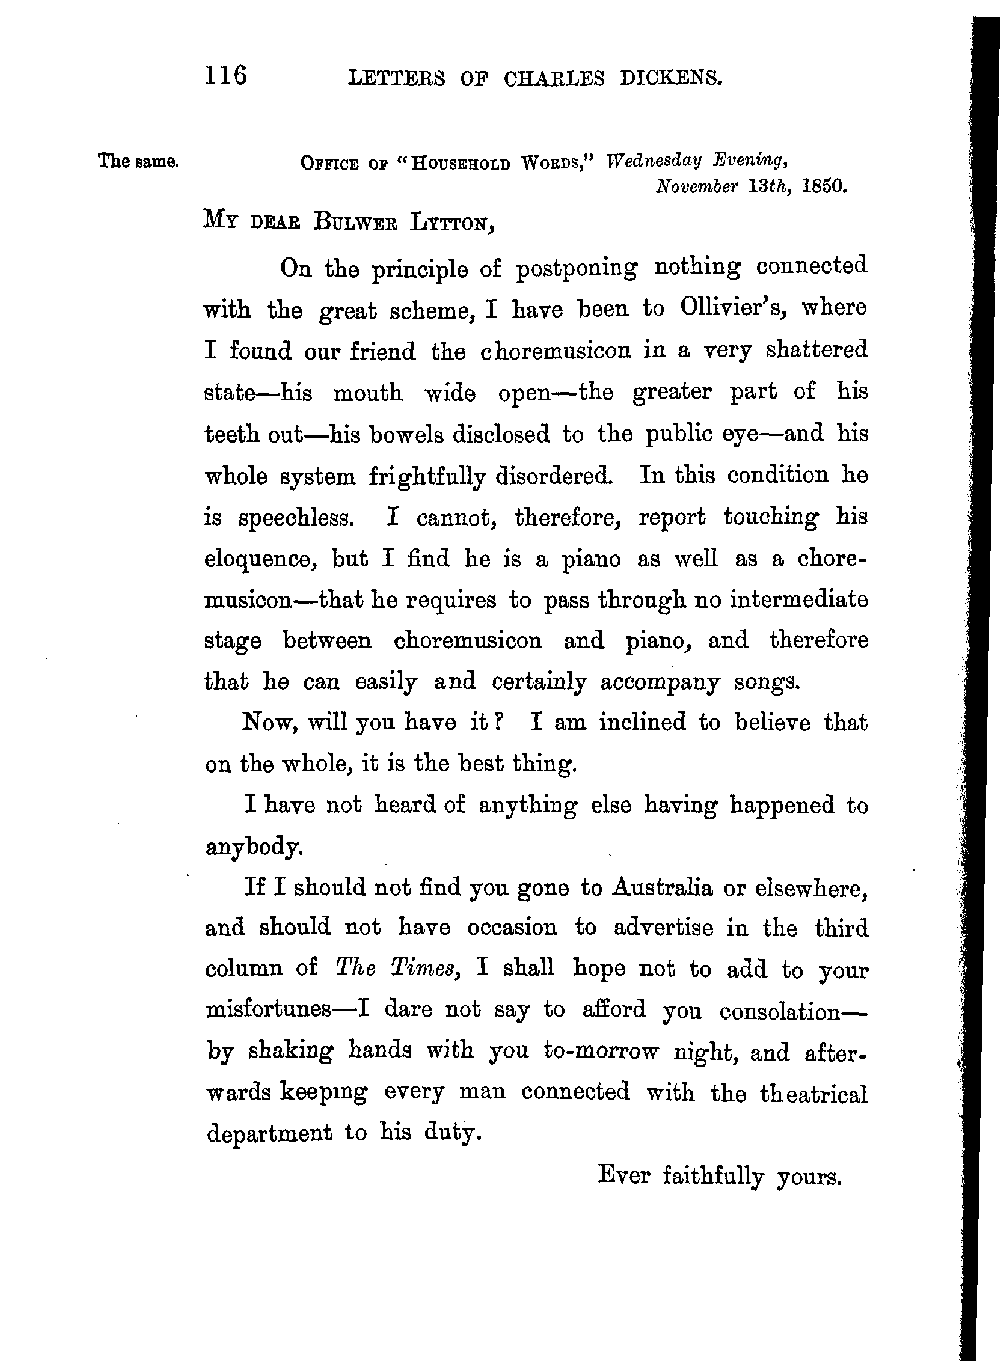 116 LETTERS OF CHARLES DICKENS.
The same. OFFICE OF "HOUSEHOLD WORDS," Wednesday Evening,
November 13th, 1850.
MY DEAR BULWER LYTTON,
On the principle of postponing nothing connected
with the great scheme, I have been to Ollivier's, where
I found our friend the choremusicon in a very shattered
state—his mouth wide open—the greater part of his
teeth out—his bowels disclosed to the public eye—and his
whole system frightfully disordered. In this condition he
is speechless. I cannot, therefore, report touching his
eloquence, but I find he is a piano as well as a chore-
musicon—that he requires to pass through no intermediate
stage between choremusicon and piano, and therefore
that he can easily and certainly accompany songs.
Now, will you have it? I am inclined to believe that
on the whole, it is the best thing.
I have not heard of anything else having happened to
anybody.
If I should not find you gone to Australia or elsewhere,
and should not have occasion to advertise in the third
column of The Times, I shall hope not to add to your
misfortunes—I dare not say to afford you consolation—
by shaking hands with you to-morrow night, and after-
wards keeping every man connected with the theatrical
department to his duty.
Ever faithfully yours.